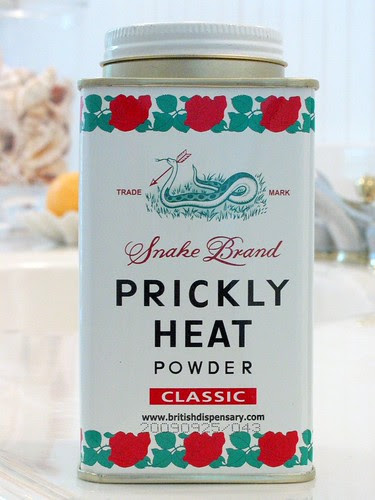 TRADE MARK
Snake Brand
PRICKLY
HEAT
POWDER
CLASSIC
www.britishdispensary.com
20090925/043